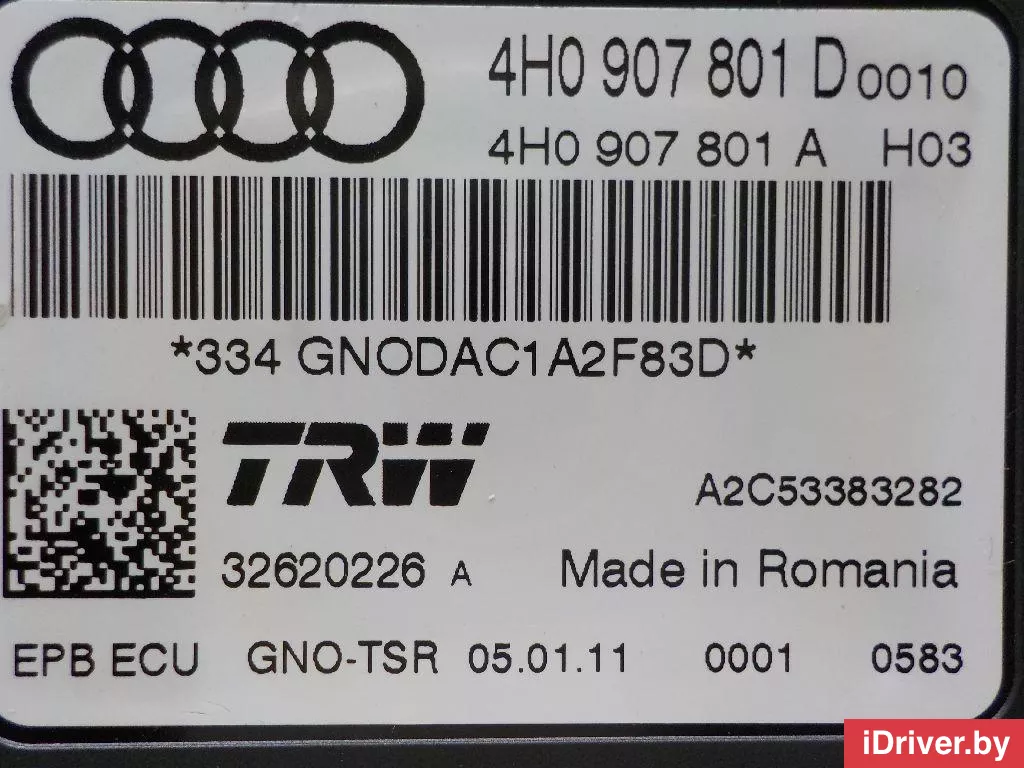 4H0 907 801 D 0010
4H0 907 801 A H03
*334 GNODAC1A2F83D*
TRW
A2C53383282
32620226 A Made in Romania
EPB ECU GNO-TSR 05.01.11 0001 0583
iDriver.by